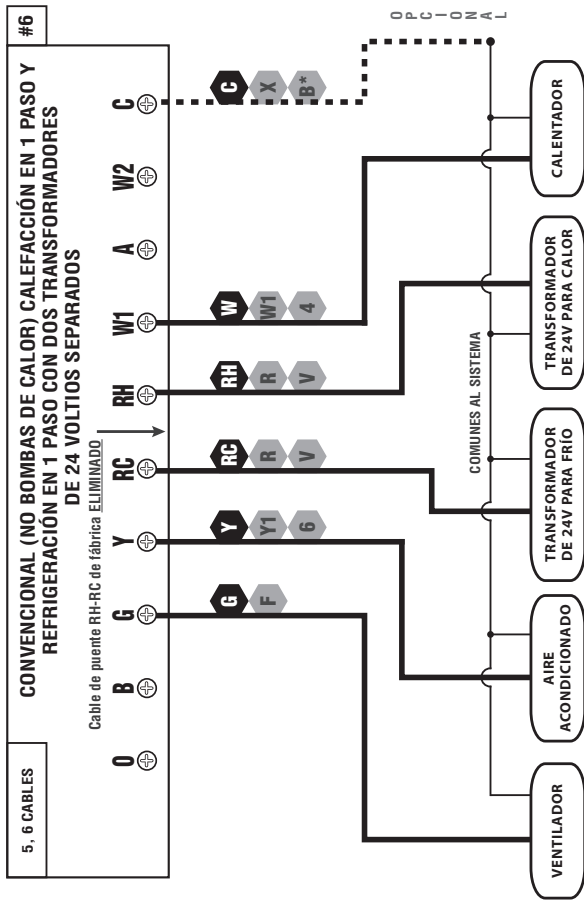 5, 6 CABLES
CONVENCIONAL (NO BOMBAS DE CALOR) CALEFACCIÓN EN 1 PASO Y
REFRIGERACIÓN EN 1 PASO CON DOS TRANSFORMADORES
DE 24 VOLTIOS SEPARADOS
#6
Cable de puente RH-RC de fábrica ELIMINADO
O B G Y RC RH W1 A W2 C
G Y RC RH W C
F Y1 R R W1 X
6 V V 4 B*
OPCIONAL
COMUNES AL SISTEMA
VENTILADOR
AIRE
ACONDICIONADO
TRANSFORMADOR
DE 24V PARA FRÍO
TRANSFORMADOR
DE 24V PARA CALOR
CALENTADOR